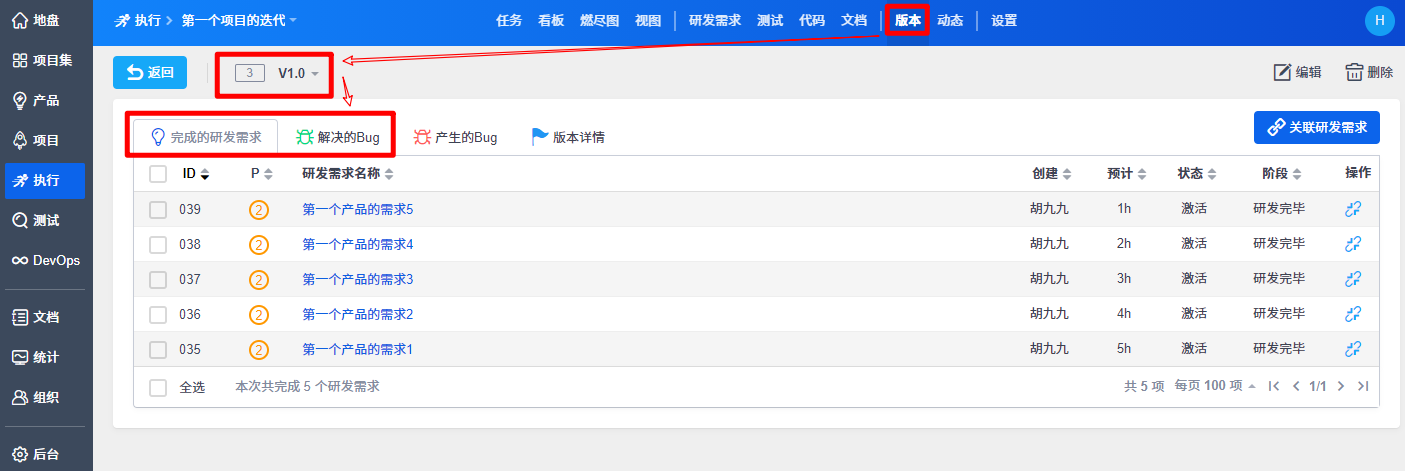 地盘
项目集
产品
项目
执行
测试
DevOps
文档
统计
组织
后台
执行 第一个项目的迭代
任务 看板 燃尽图 视图 研发需求 测试 代码 文档 版本 动态 设置
H
返回 3 V1.0 编辑 删除
完成的研发需求 解决的Bug 产生的Bug 版本详情 关联研发需求
ID P 研发需求名称 创建 预计 状态 阶段 操作
039 2 第一个产品的需求5 胡九九 1h 激活 研发完毕
038 2 第一个产品的需求4 胡九九 2h 激活 研发完毕
037 2 第一个产品的需求3 胡九九 3h 激活 研发完毕
036 2 第一个产品的需求2 胡九九 4h 激活 研发完毕
035 2 第一个产品的需求1 胡九九 5h 激活 研发完毕
全选 本次共完成 5 个研发需求 共 5 项 每页 100 项 1/1